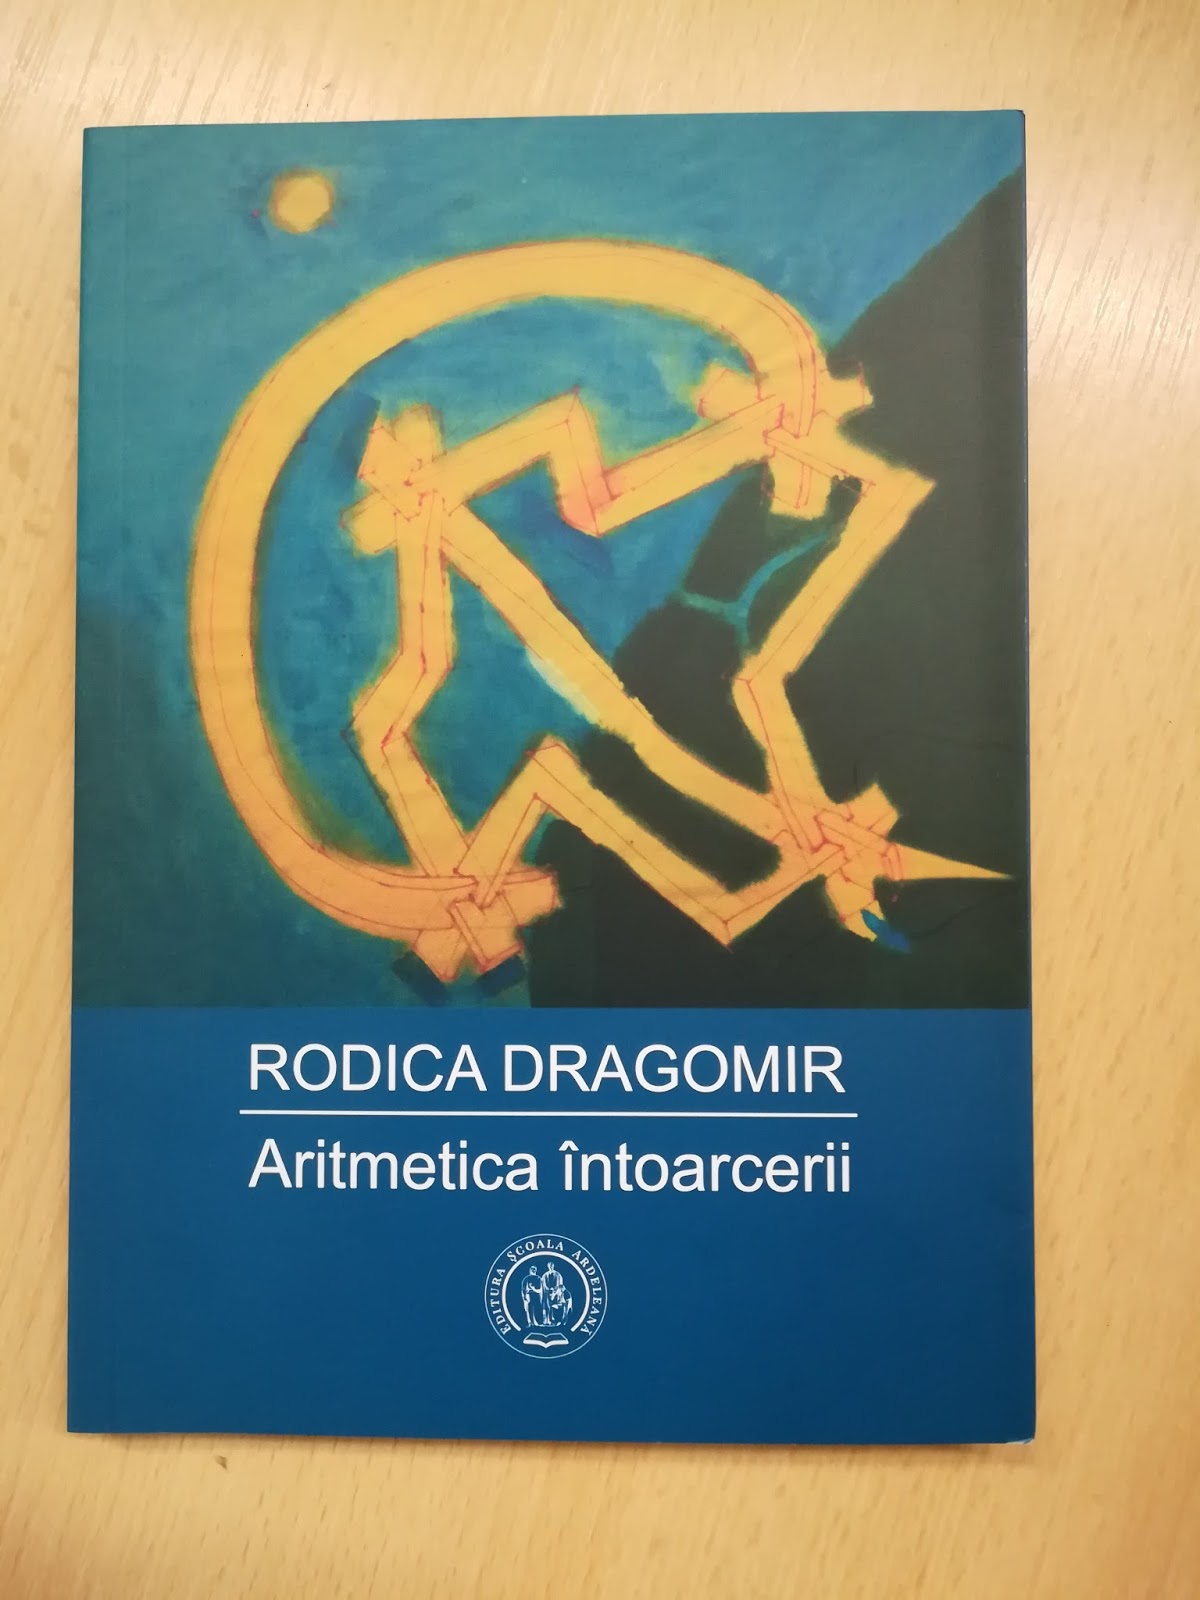 RODICA DRAGOMIR
Aritmetica întoarcerii
EDITURA ȘCOALA ARDELEANĂ